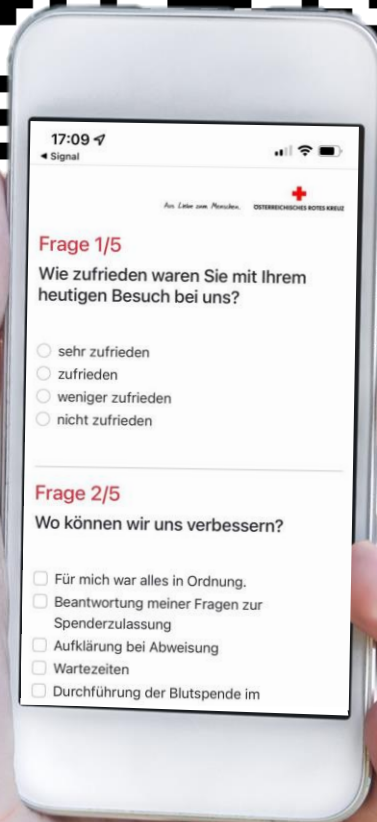 17:09
◀ Signal
Aus Liebe zum Menschen.
ÖSTERREICHISCHES ROTES KREUZ
Frage 1/5
Wie zufrieden waren Sie mit Ihrem
heutigen Besuch bei uns?
sehr zufrieden
zufrieden
weniger zufrieden
nicht zufrieden
Frage 2/5
Wo können wir uns verbessern?
Für mich war alles in Ordnung.
Beantwortung meiner Fragen zur
Spenderzulassung
Aufklärung bei Abweisung
Wartezeiten
Durchführung der Blutspende im